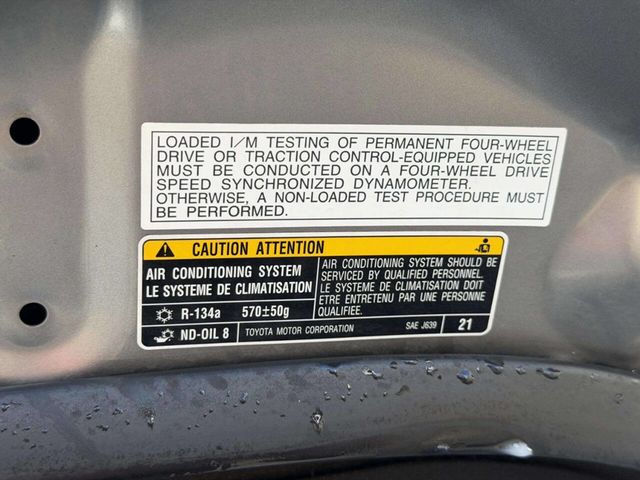 LOADED I/M TESTING OF PERMANENT FOUR-WHEEL
DRIVE OR TRACTION CONTROL-EQUIPPED VEHICLES
MUST BE CONDUCTED ON A FOUR-WHEEL DRIVE
SPEED SYNCHRONIZED DYNAMOMETER.
OTHERWISE, A NON-LOADED TEST PROCEDURE MUST
BE PERFORMED.
CAUTION ATTENTION
AIR CONDITIONING SYSTEM
LE SYSTEME DE CLIMATISATION
AIR CONDITIONING SYSTEM SHOULD BE
SERVICED BY QUALIFIED PERSONNEL.
LE SYSTEME DE CLIMATISATION DOIT
ETRE ENTRETENU PAR UNE PERSONNE
QUALIFIEE.
R-134a 570±50g
ND-OIL 8 TOYOTA MOTOR CORPORATION SAE J639 21